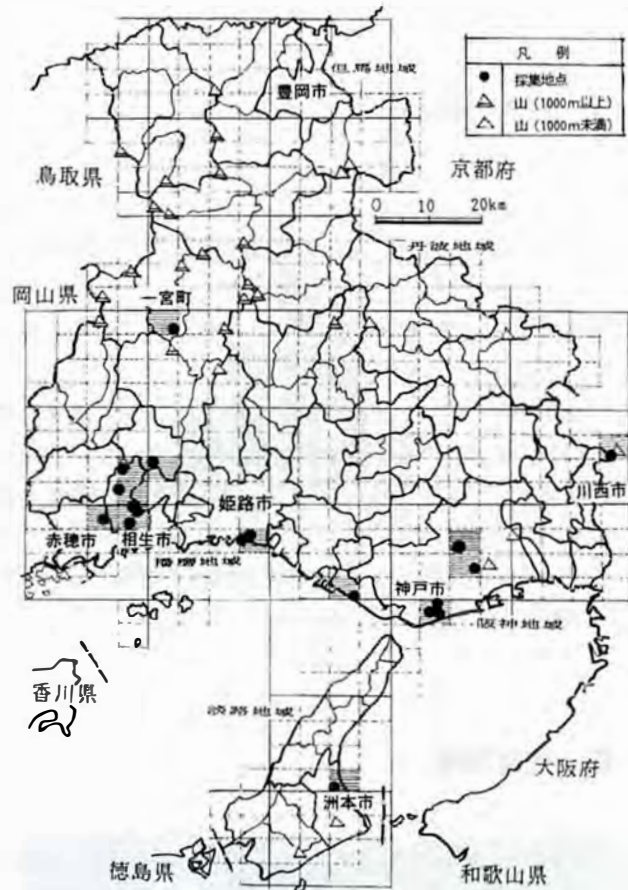 凡 例
採集地点
山(1000m以上)
山(1000m未満)
但馬地域
豊岡市
鳥取県
京都府
0 10 20km
丹波地域
岡山県
一宮町
川西市
姫路市
赤穂市
相生市
播磨地域
神戸市
阪神地域
香川県
淡路地域
大阪府
洲本市
徳島県
和歌山県